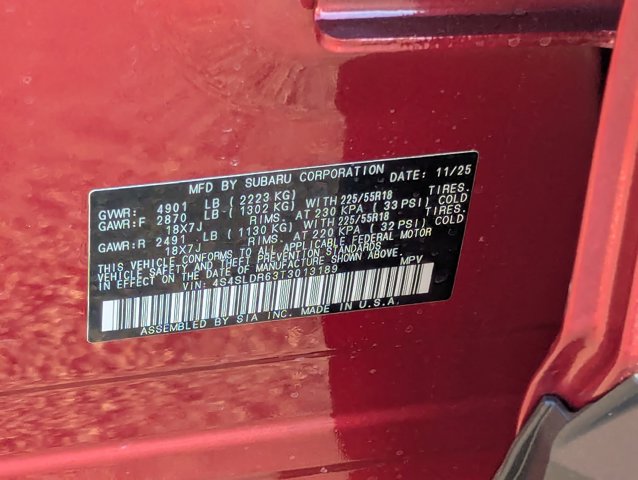 MFD BY SUBARU CORPORATION DATE: 11/25
GVWR: 4901 LB (2223 KG)
GAWR:F 2870 LB (1302 KG) WITH 225/55R18 TIRES.
18X7J RIMS. AT 230 KPA (33 PSI) COLD
GAWR:R 2491 LB (1130 KG) WITH 225/55R18 TIRES.
18X7J RIMS. AT 220 KPA (32 PSI) COLD
THIS VEHICLE CONFORMS TO ALL APPLICABLE FEDERAL MOTOR
VEHICLE SAFETY AND THEFT PREVENTION STANDARDS
IN EFFECT ON THE DATE OF MANUFACTURE SHOWN ABOVE.
VIN: 4S4SLDR63T3013189 MPV
ASSEMBLED BY SIA INC. MADE IN U.S.A.